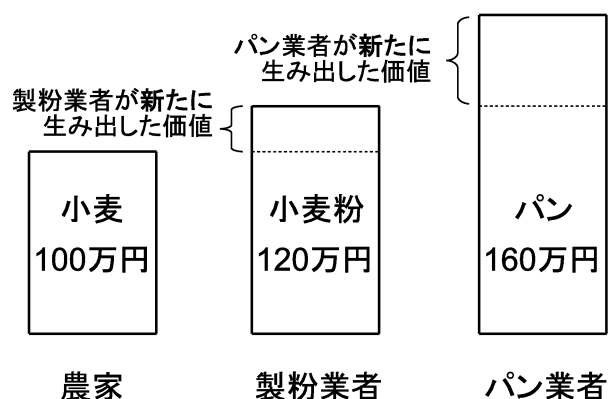 パン業者が新たに
生み出した価値
製粉業者が新たに
生み出した価値
小麦
100万円
小麦粉
120万円
パン
160万円
農家
製粉業者
パン業者